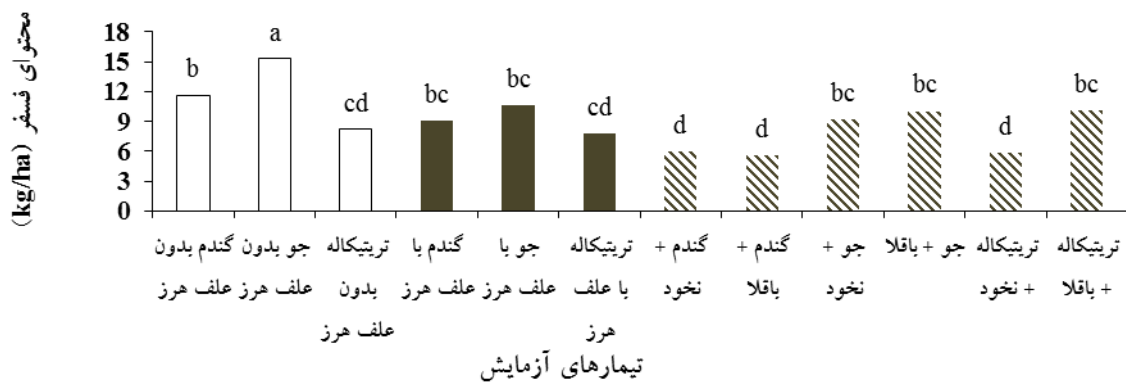 محتوای فسفر (kg/ha)
18
15
12
9
6
3
0
b
a
cd
bc
bc
cd
d
d
bc
bc
d
bc
گندم بدون
علف هرز
جو بدون
علف هرز
تریتیکاله
بدون
علف هرز
گندم با
علف هرز
جو با
علف هرز
تریتیکاله
با علف
هرز
گندم +
نخود
گندم +
باقلا
جو +
نخود
جو + باقلا
تریتیکاله
+ نخود
تریتیکاله
+ باقلا
تیمارهای آزمایش